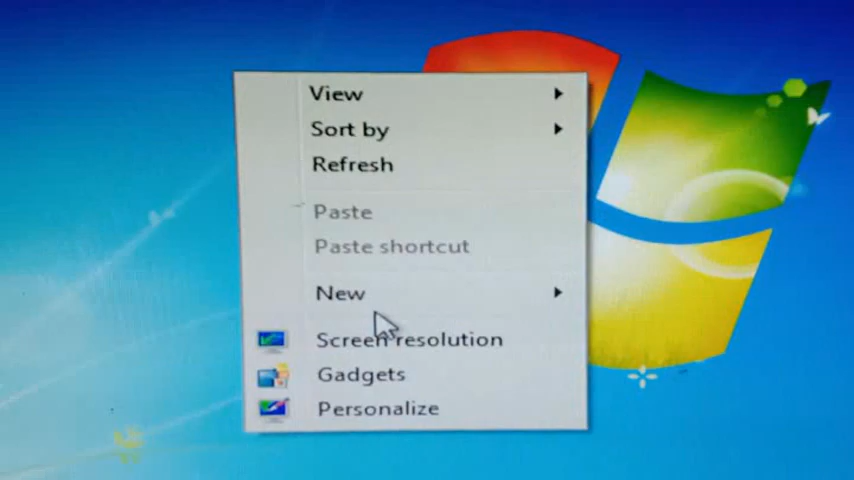 View
Sort by
Refresh
Paste
Paste shortcut
New
Screen resolution
Gadgets
Personalize